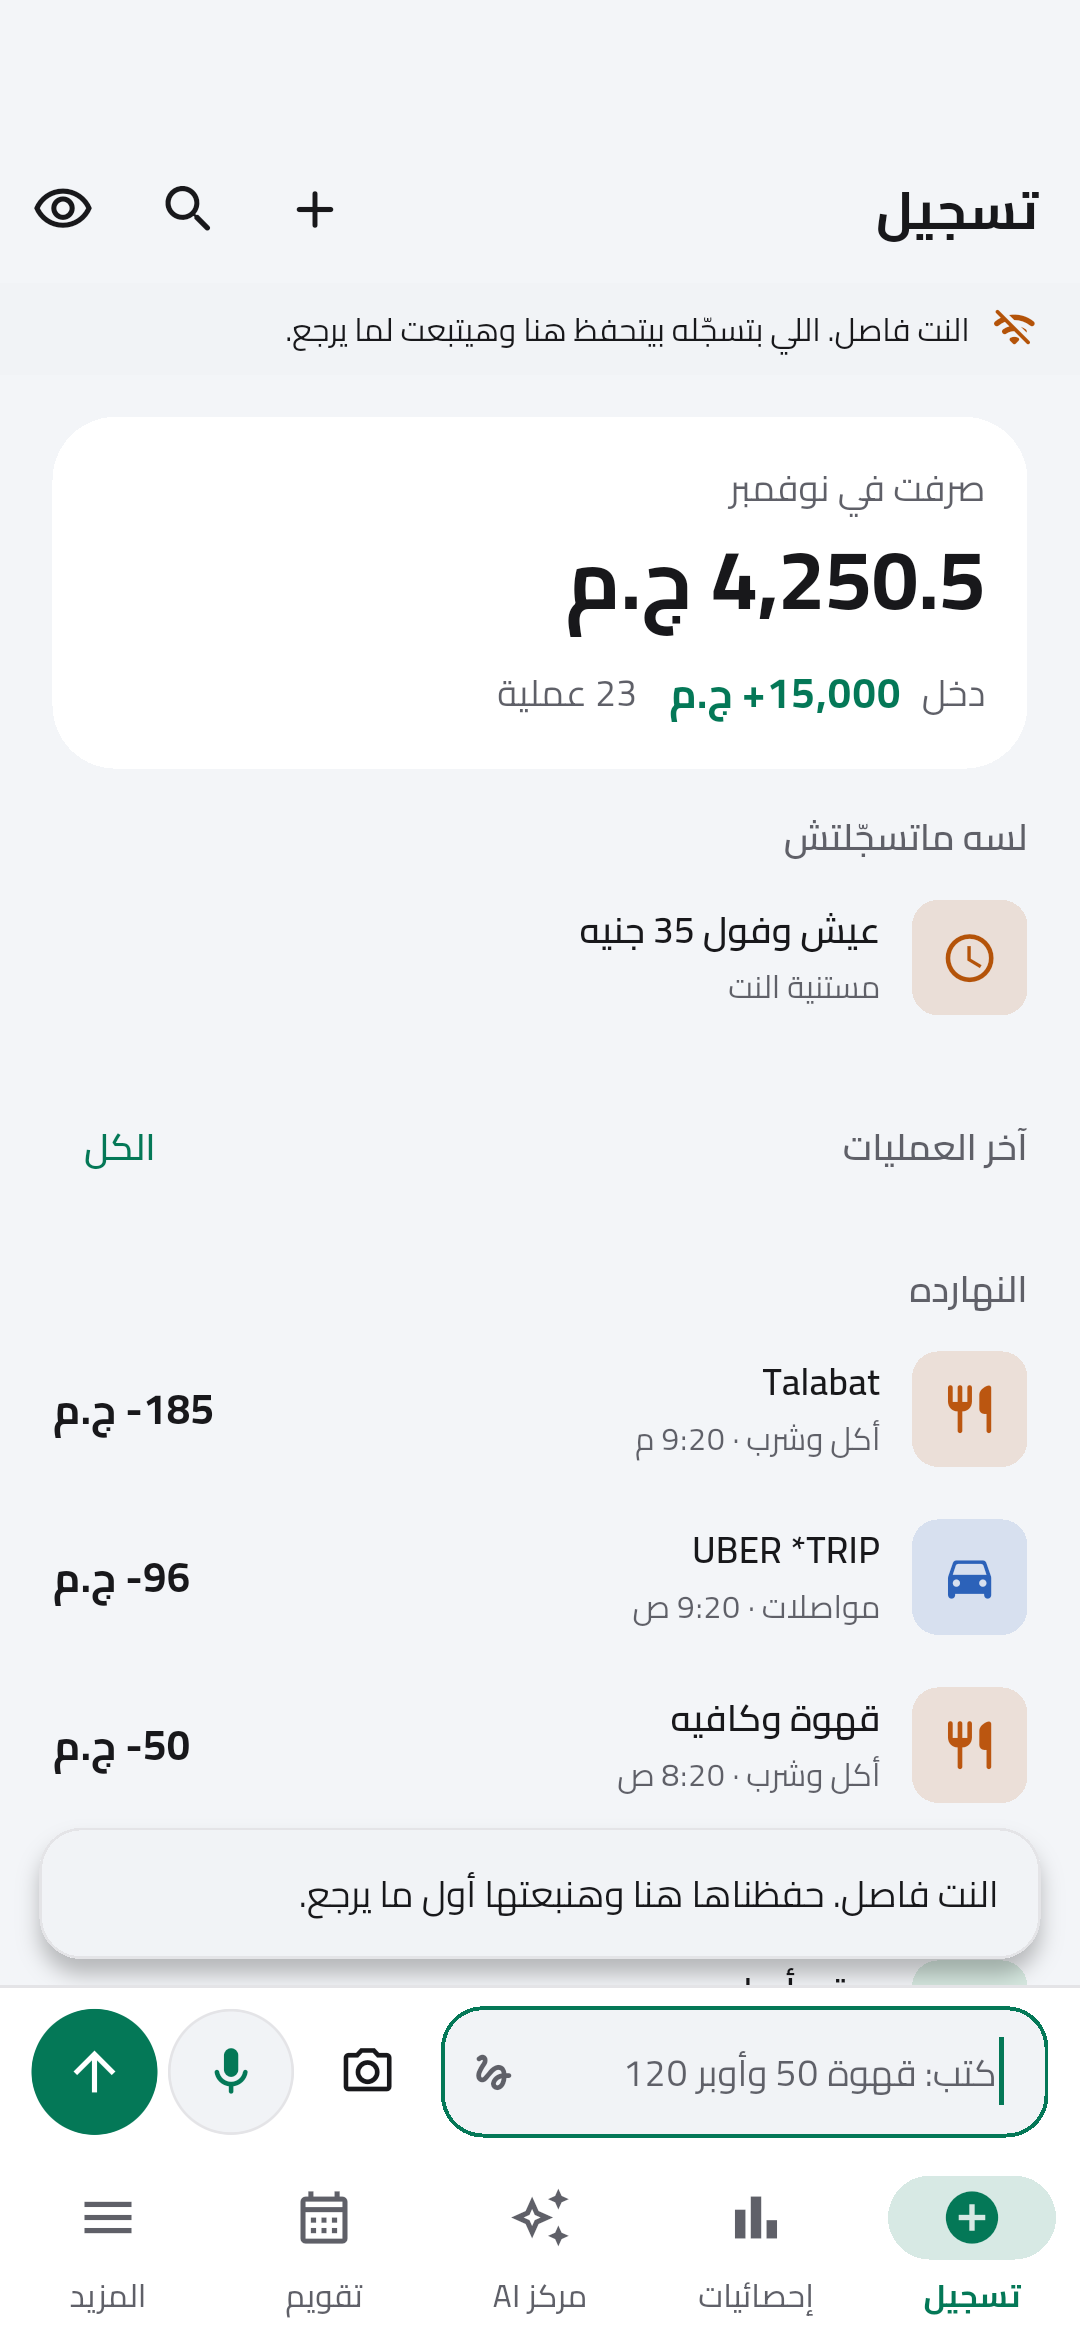 تسجيل
النت فاصل. اللي بتسجّله بيتحفظ هنا وهيتبعت لما يرجع.
صرفت في نوفمبر
4,250.5 ج.م
دخل +15,000 ج.م 23 عملية
لسه ماتسجّلتش
عيش وفول 35 جنيه
مستنية النت
آخر العمليات
الكل
النهارده
Talabat
-185 ج.م
أكل وشرب · 9:20 م
UBER *TRIP
-96 ج.م
مواصلات · 9:20 ص
قهوة وكافيه
-50 ج.م
أكل وشرب · 8:20 ص
النت فاصل. حفظناها هنا وهنبعتها أول ما يرجع.
كتب: قهوة 50 وأوبر 120
تسجيل
إحصائيات
مركز AI
تقويم
المزيد